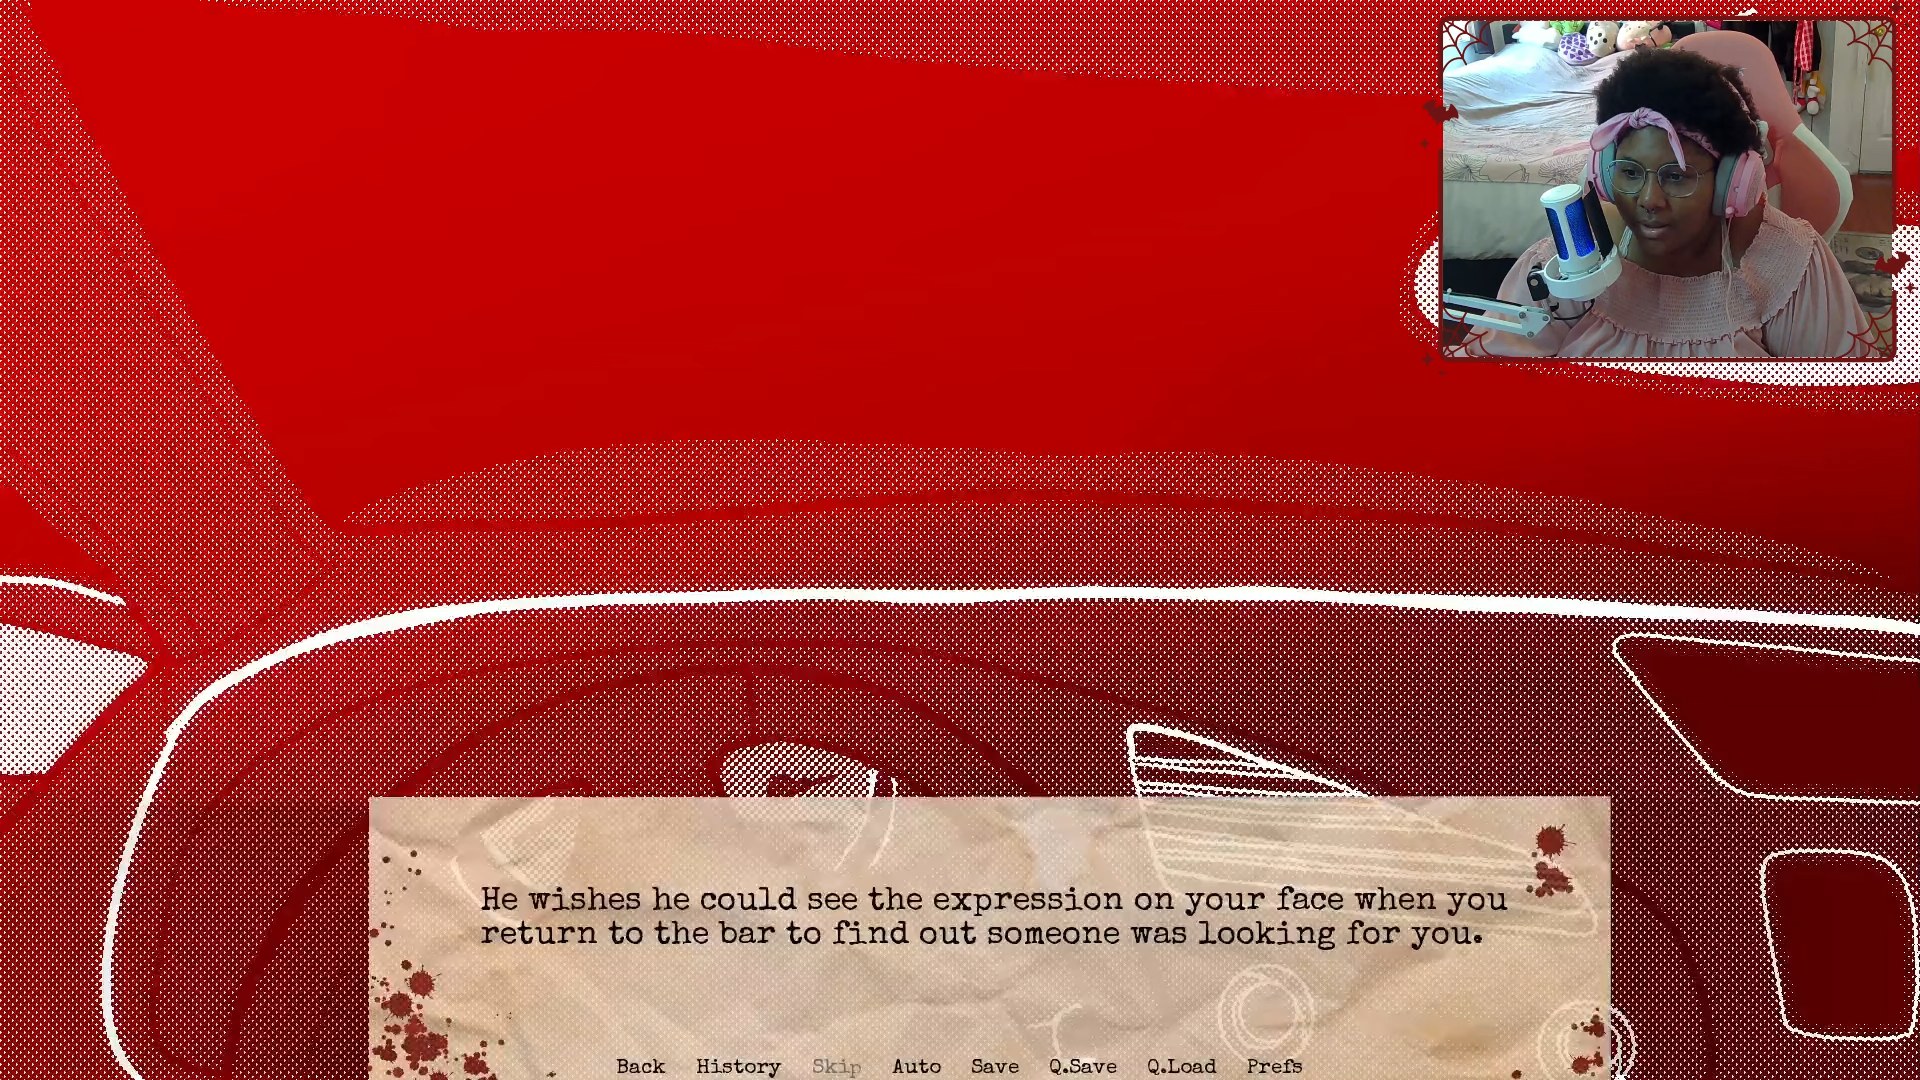 He wishes he could see the expression on your face when you
return to the bar to find out someone was looking for you.
Back History Skip Auto Save Q.Save Q.Load Prefs